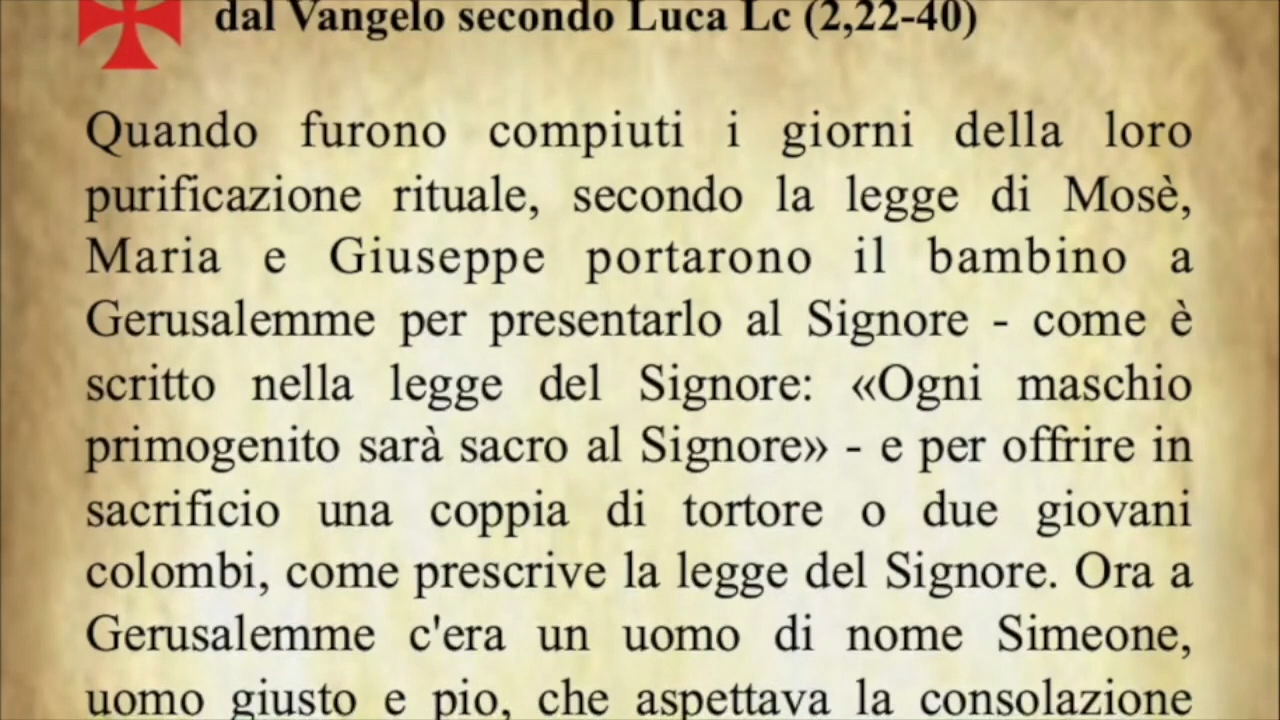 dal Vangelo secondo Luca Lc (2,22-40)
Quando furono compiuti i giorni della loro
purificazione rituale, secondo la legge di Mosè,
Maria e Giuseppe portarono il bambino a
Gerusalemme per presentarlo al Signore - come è
scritto nella legge del Signore: «Ogni maschio
primogenito sarà sacro al Signore» - e per offrire in
sacrificio una coppia di tortore o due giovani
colombi, come prescrive la legge del Signore. Ora a
Gerusalemme c'era un uomo di nome Simeone,
uomo giusto e pio, che aspettava la consolazione